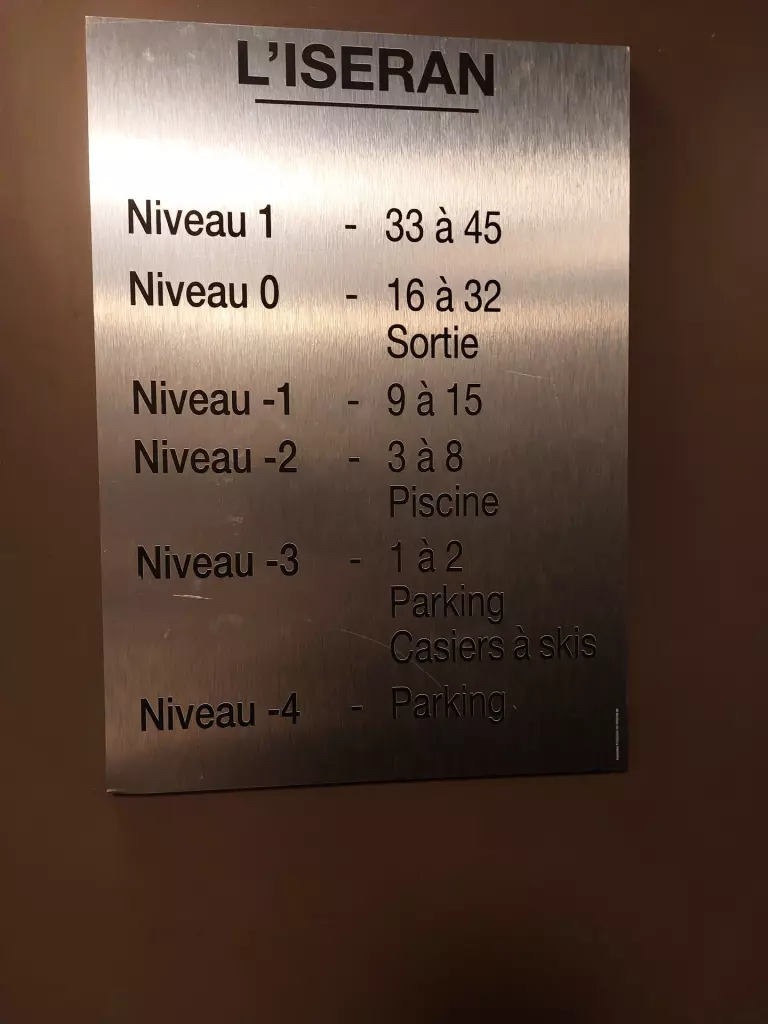 L'ISERAN
Niveau 1 - 33 à 45
Niveau 0 - 16 à 32
Sortie
Niveau -1 - 9 à 15
Niveau -2 - 3 à 8
Piscine
Niveau -3 - 1 à 2
Parking
Casiers à skis
Niveau -4 - Parking